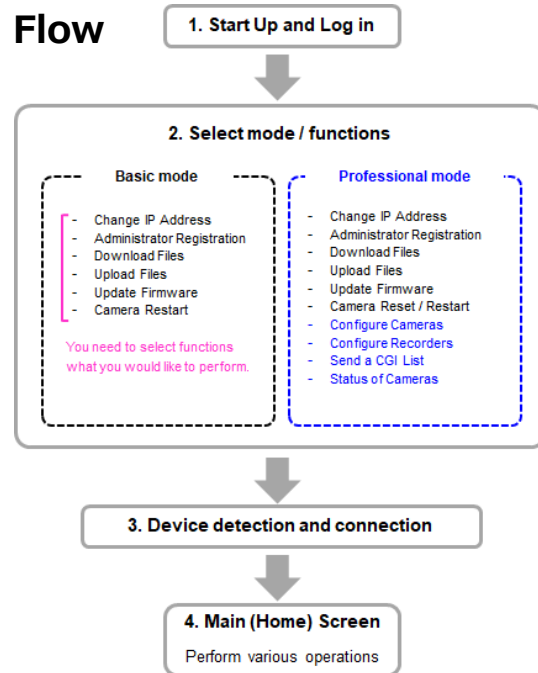 Flow
1. Start Up and Log in
2. Select mode / functions
Basic mode
- Change IP Address
- Administrator Registration
- Download Files
- Upload Files
- Update Firmware
- Camera Restart
You need to select functions
what you would like to perform.
Professional mode
- Change IP Address
- Administrator Registration
- Download Files
- Upload Files
- Update Firmware
- Camera Reset / Restart
- Configure Cameras
- Configure Recorders
- Send a CGI List
- Status of Cameras
3. Device detection and connection
4. Main (Home) Screen
Perform various operations